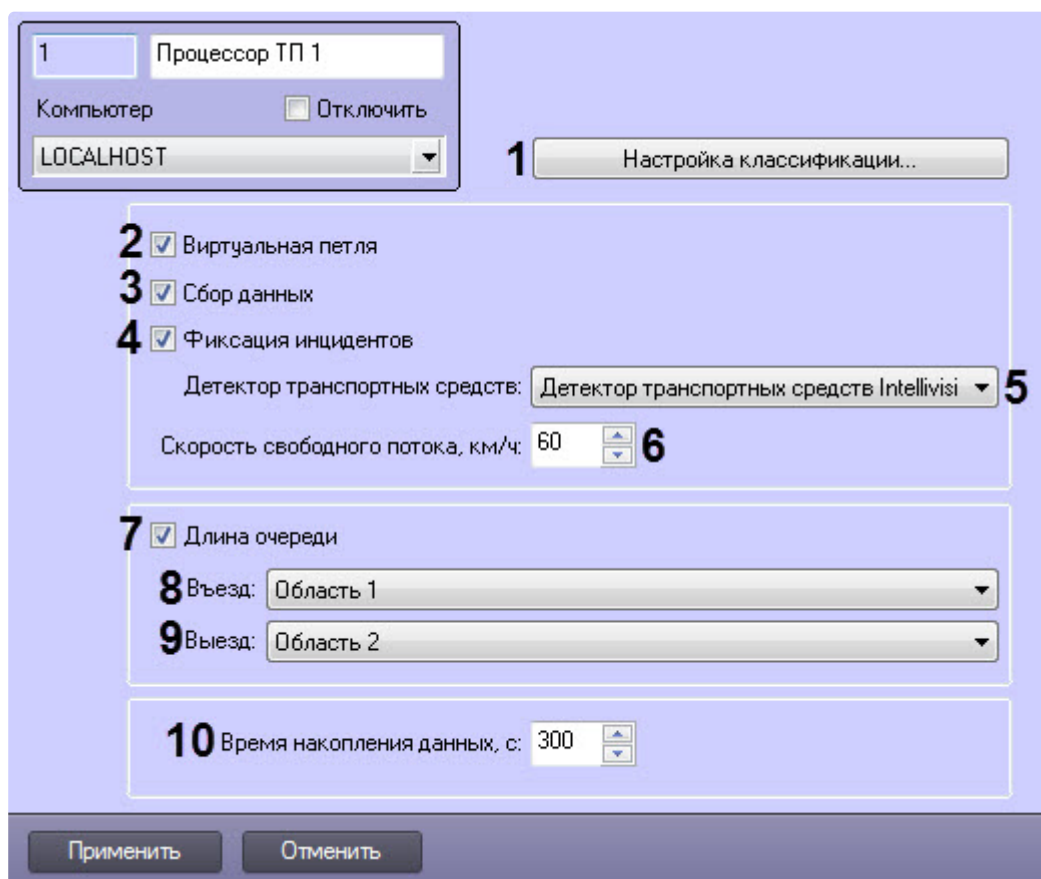 1 Процессор ТП 1
Компьютер Отключить
LOCALHOST
1 Настройка классификации...
2 Виртуальная петля
3 Сбор данных
4 Фиксация инцидентов
Детектор транспортных средств: Детектор транспортных средств Intellivisi 5
Скорость свободного потока, км/ч: 60 6
7 Длина очереди
8 Въезд: Область 1
9 Выезд: Область 2
10 Время накопления данных, с: 300
Применить Отменить